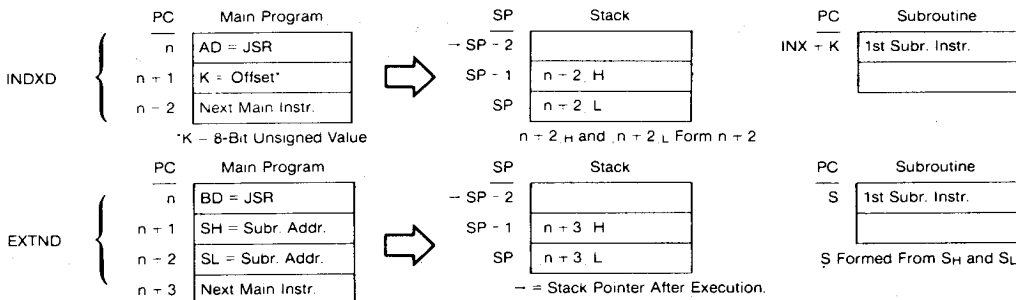 PC Main Program SP Stack PC Subroutine
n AD = JSR → SP - 2 INX + K 1st Subr. Instr.
INDXD n + 1 K = Offset* SP - 1 n + 2 H
n - 2 Next Main Instr. SP n + 2 L
*K = 8-Bit Unsigned Value n + 2 H and n + 2 L Form n + 2
PC Main Program SP Stack PC Subroutine
n BD = JSR → SP - 2 S 1st Subr. Instr.
n + 1 SH = Subr. Addr. SP - 1 n + 3 H
EXTND n + 2 SL = Subr. Addr. SP n + 3 L S Formed From SH and SL
n + 3 Next Main Instr. → = Stack Pointer After Execution.